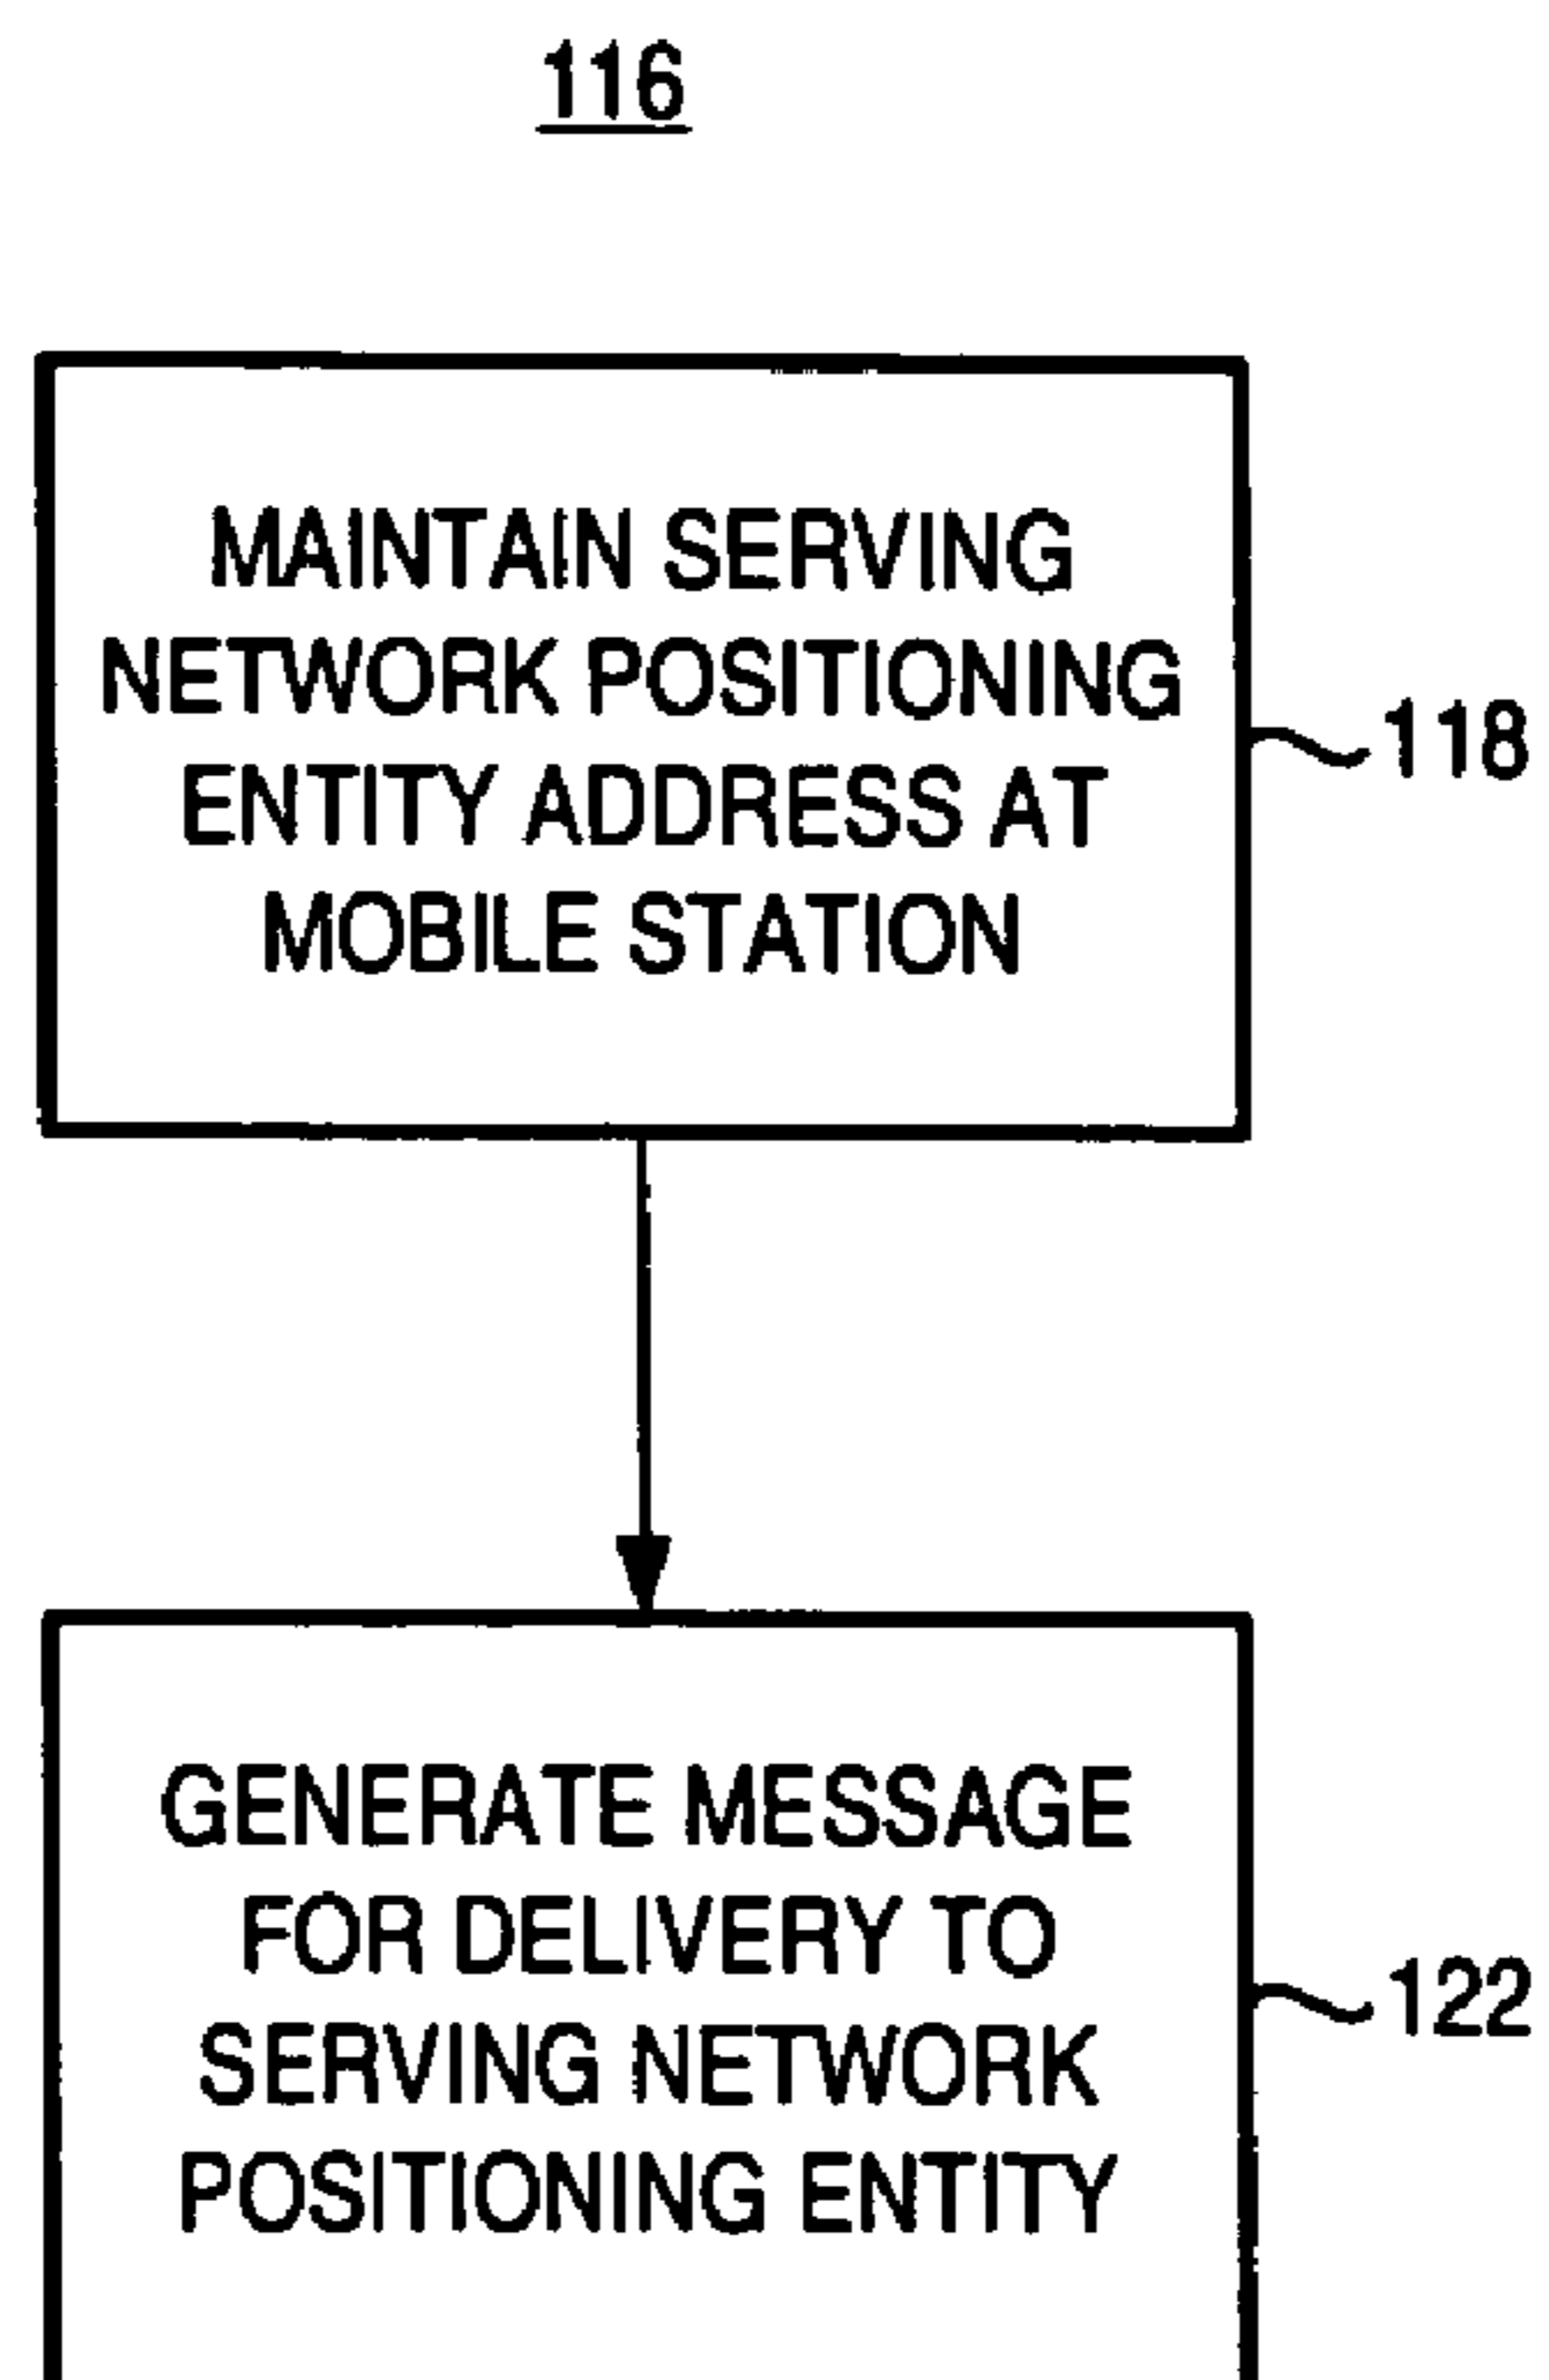 116
MAINTAIN SERVING
NETWORK POSITIONING
ENTITY ADDRESS AT
MOBILE STATION
118
GENERATE MESSAGE
FOR DELIVERY TO
SERVING NETWORK
POSITIONING ENTITY
122